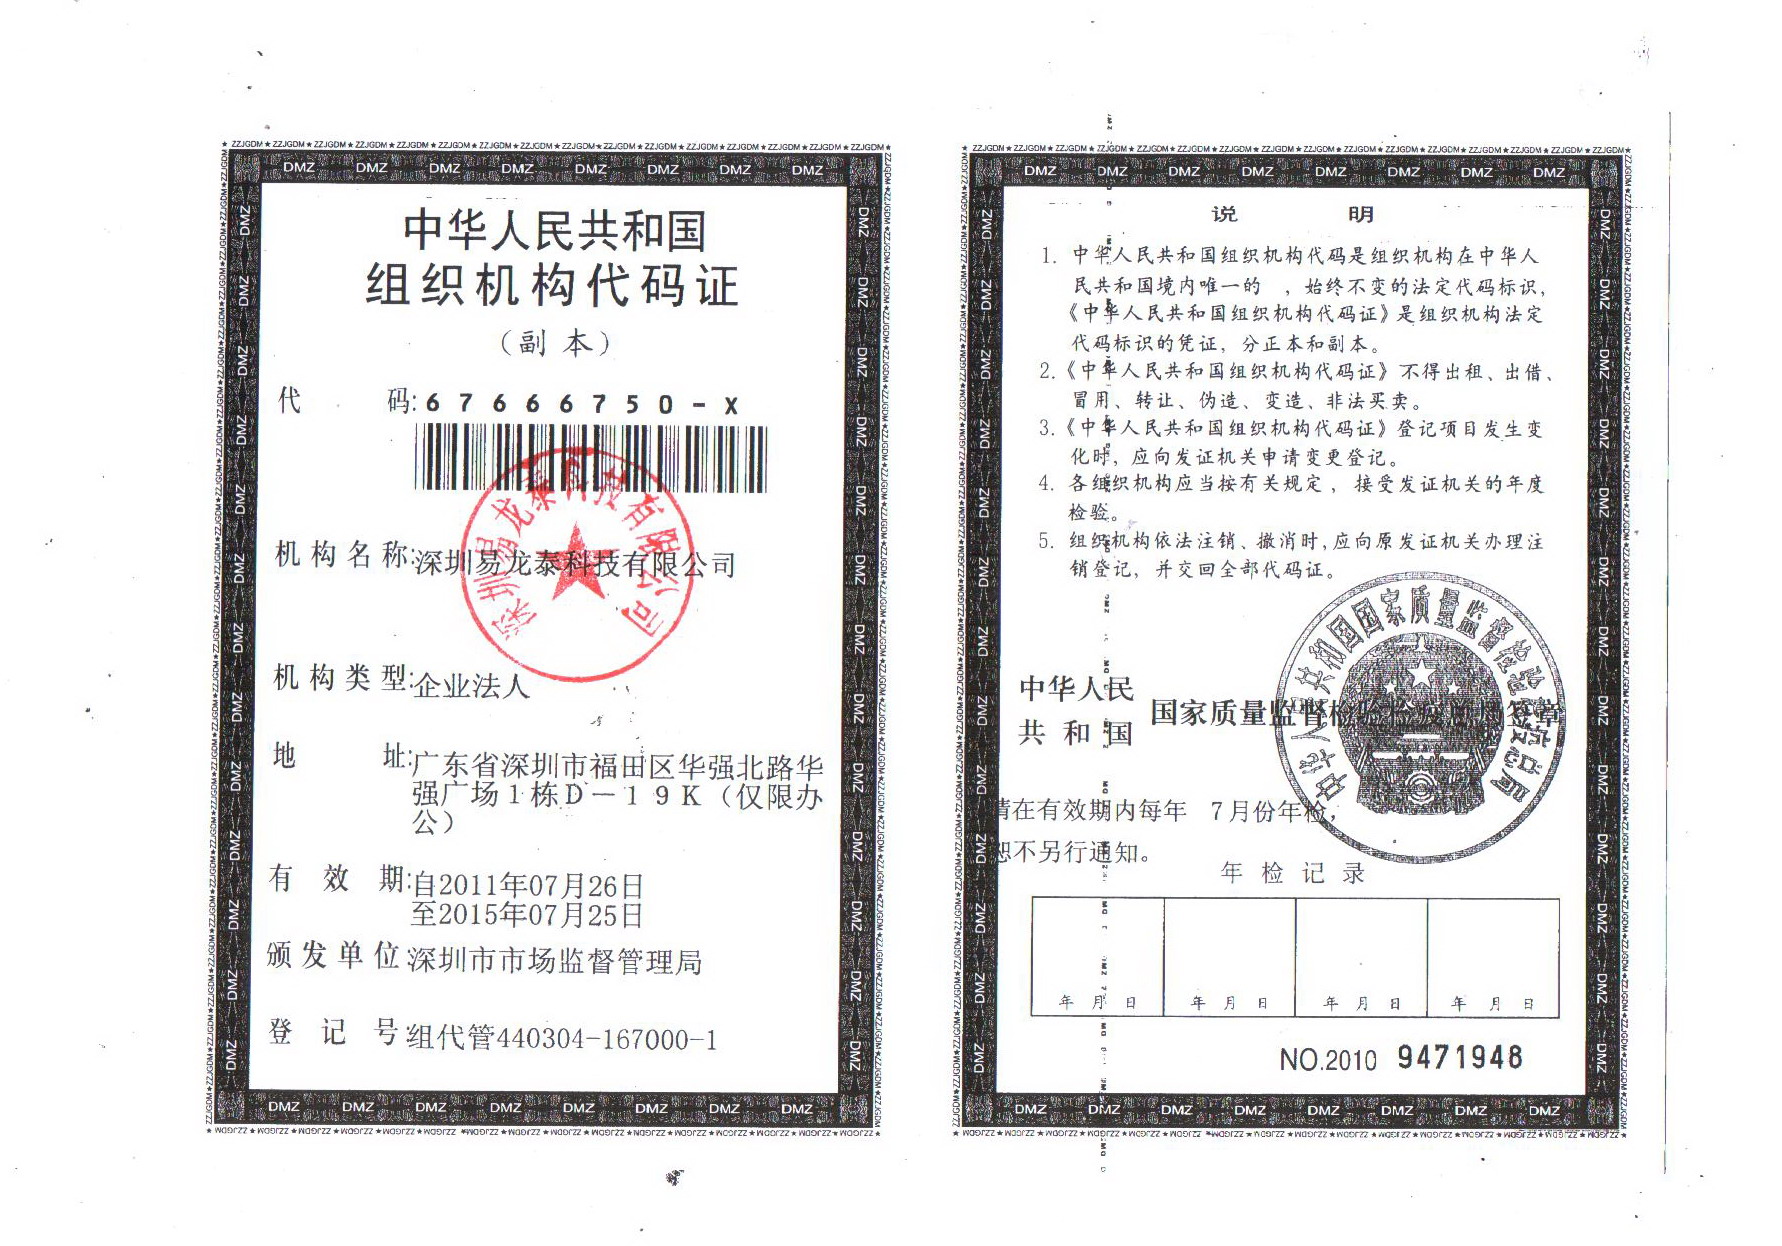 中华人民共和国
组织机构代码证
（副 本）
代 码:67666750-X
机构名称:深圳易龙泰科技有限公司
深圳易龙泰科技有限公司
机构类型:企业法人
地 址:广东省深圳市福田区华强北路华
强广场1栋D－19K（仅限办
公）
有 效 期:自2011年07月26日
至2015年07月25日
颁发单位 深圳市市场监督管理局
登 记 号 组代管440304-167000-1
说 明
1. 中华人民共和国组织机构代码是组织机构在中华人
民共和国境内唯一的 ，始终不变的法定代码标识，
《中华人民共和国组织机构代码证》是组织机构法定
代码标识的凭证，分正本和副本。
2.《中华人民共和国组织机构代码证》不得出租、出借、
冒用、转让、伪造、变造、非法买卖。
3.《中华人民共和国组织机构代码证》登记项目发生变
化时，应向发证机关申请变更登记。
4. 各组织机构应当按有关规定，接受发证机关的年度
检验。
5. 组织机构依法注销、撤消时,应向原发证机关办理注
销登记，并交回全部代码证。
中华人民
共和国 国家质量监督检验检疫总局签章
中华人民共和国国家质量监督检验检疫总局
请在有效期内每年 7月份年检，
恕不另行通知。
年 检 记 录
年 月 日 年 月 日 年 月 日 年 月 日
NO.2010 9471948